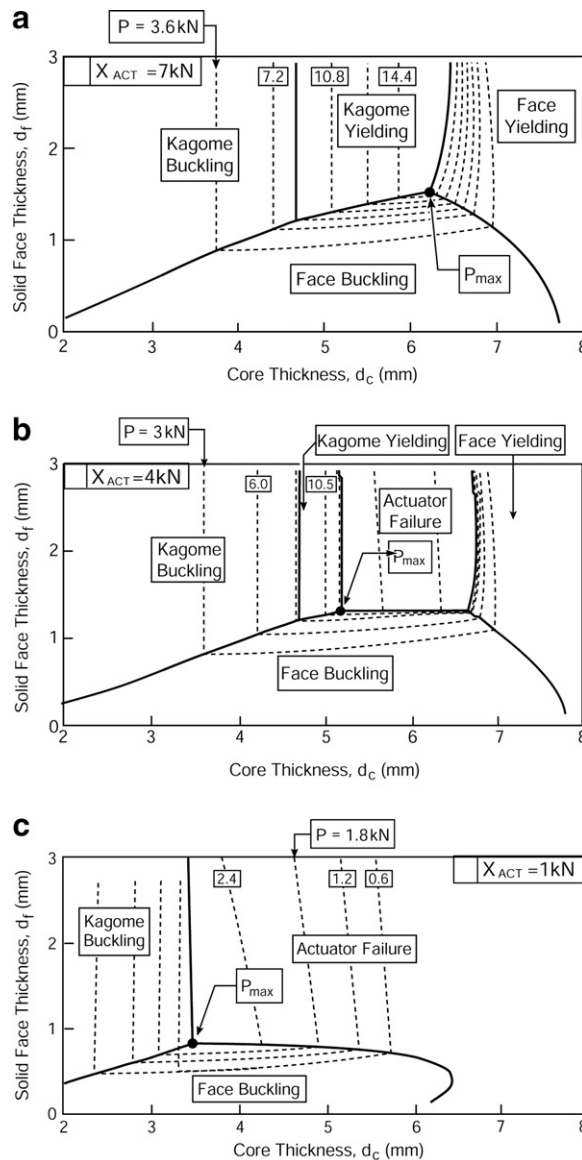 a
P = 3.6kN
X ACT = 7kN
7.2
10.8
14.4
Kagome
Buckling
Kagome
Yielding
Face
Yielding
Face Buckling
Pmax
Solid Face Thickness, df (mm)
3
2
1
0
2 3 4 5 6 7 8
Core Thickness, dc (mm)
b
P = 3kN
Kagome Yielding
Face Yielding
X ACT = 4kN
6.0
10.5
Actuator
Failure
Kagome
Buckling
Pmax
Face Buckling
Solid Face Thickness, df (mm)
3
2
1
0
2 3 4 5 6 7 8
Core Thickness, dc (mm)
c
P = 1.8kN
X ACT = 1kN
2.4
1.2
0.6
Kagome
Buckling
Actuator Failure
Pmax
Face Buckling
Solid Face Thickness, df (mm)
3
2
1
0
2 3 4 5 6 7 8
Core Thickness, dc (mm)